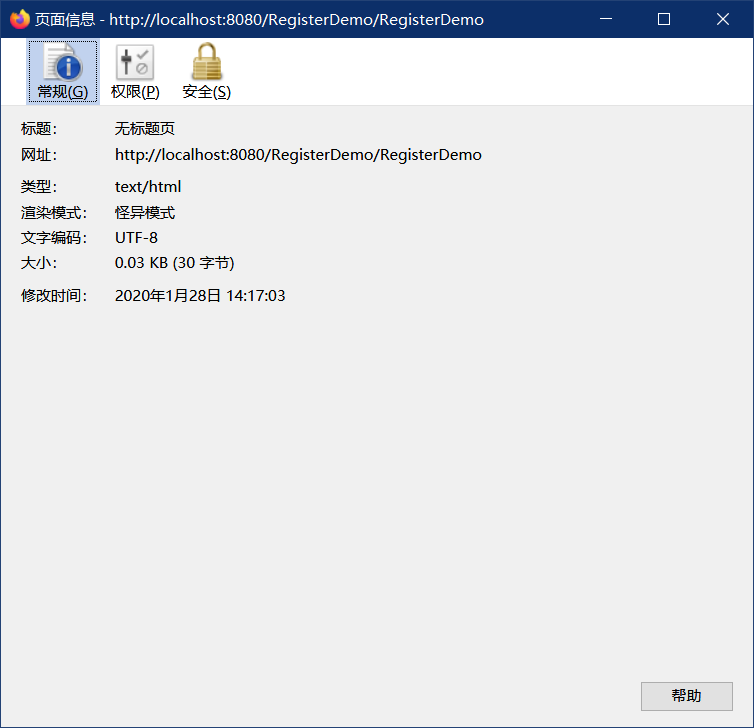 页面信息 - http://localhost:8080/RegisterDemo/RegisterDemo
常规(G) 权限(P) 安全(S)
标题： 无标题页
网址： http://localhost:8080/RegisterDemo/RegisterDemo
类型： text/html
渲染模式： 怪异模式
文字编码： UTF-8
大小： 0.03 KB (30 字节)
修改时间： 2020年1月28日 14:17:03
帮助